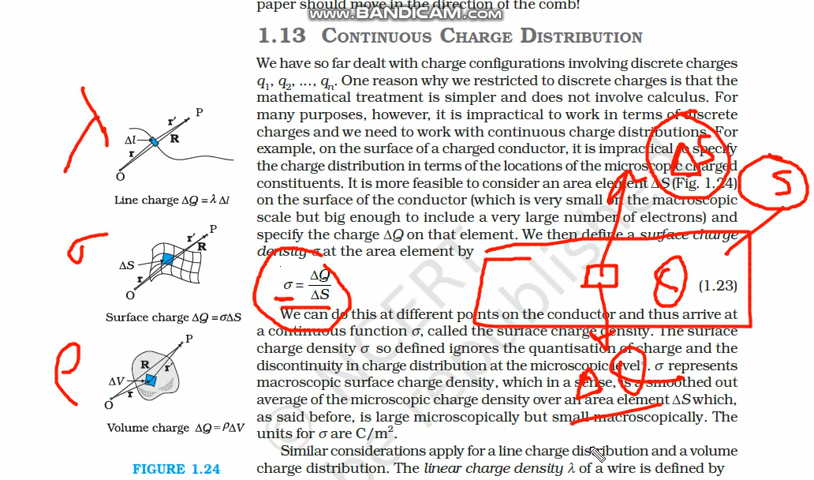 paper should move in the direction of the comb!
www.BANDICAM.com
1.13 CONTINUOUS CHARGE DISTRIBUTION
We have so far dealt with charge configurations involving discrete charges
q1, q2, ..., qn. One reason why we restricted to discrete charges is that the
mathematical treatment is simpler and does not involve calculus. For
many purposes, however, it is impractical to work in terms of discrete
charges and we need to work with continuous charge distributions. For
example, on the surface of a charged conductor, it is impractical to specify
the charge distribution in terms of the locations of the microscopic charged
constituents. It is more feasible to consider an area element ΔS (Fig. 1.24)
on the surface of the conductor (which is very small on the macroscopic
scale but big enough to include a very large number of electrons) and
specify the charge ΔQ on that element. We then define a surface charge
density σ at the area element by
σ = ΔQ/ΔS (1.23)
We can do this at different points on the conductor and thus arrive at
a continuous function σ, called the surface charge density. The surface
charge density σ so defined ignores the quantisation of charge and the
discontinuity in charge distribution at the microscopic level*. σ represents
macroscopic surface charge density, which in a sense, is a smoothed out
average of the microscopic charge density over an area element ΔS which,
as said before, is large microscopically but small macroscopically. The
units for σ are C/m².
Similar considerations apply for a line charge distribution and a volume
charge distribution. The linear charge density λ of a wire is defined by
λ
P
r'
Δl
R
r
O
Line charge ΔQ = λ Δl
σ
P
r'
R
ΔS
r
O
Surface charge ΔQ = σΔS
ρ
P
r'
R
ΔV
r
O
Volume charge ΔQ = ρΔV
FIGURE 1.24
ΔS
S
Q
© NCERT
be republished